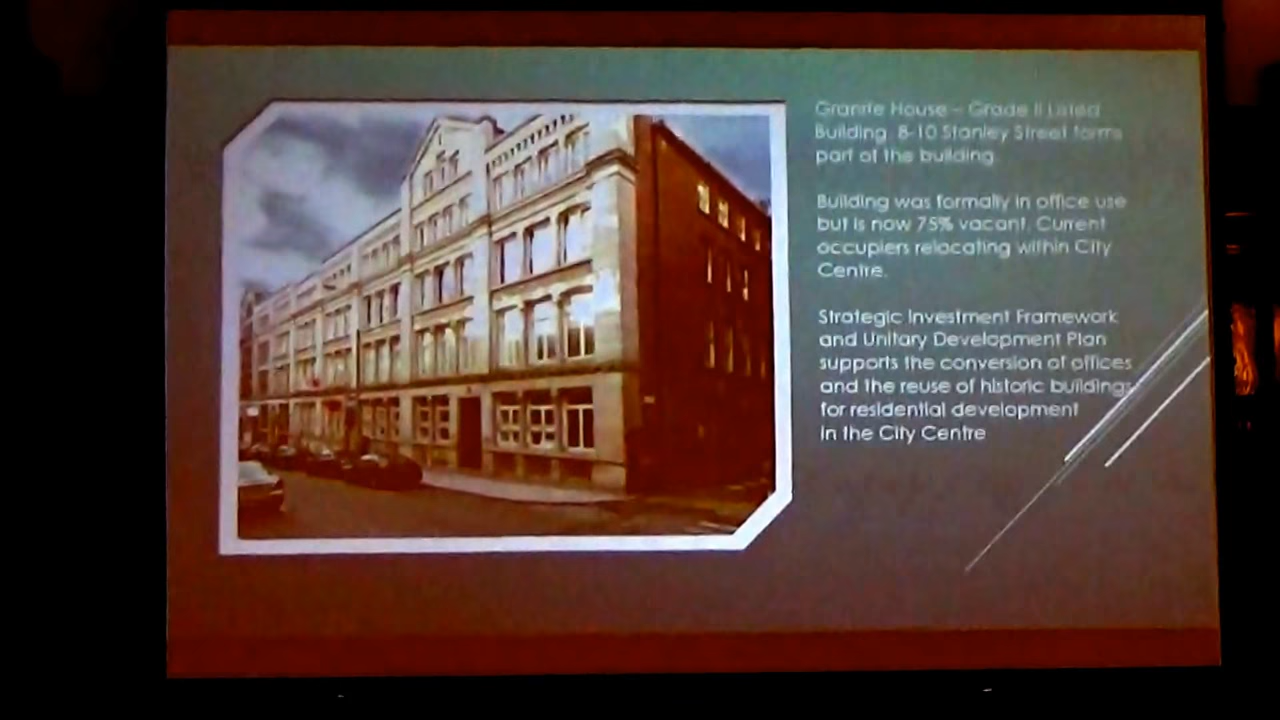 Granite House – Grade II Listed
Building. 8-10 Stanley Street forms
part of the building.
Building was formally in office use
but is now 75% vacant. Current
occupiers relocating within City
Centre.
Strategic Investment Framework
and Unitary Development Plan
supports the conversion of offices
and the reuse of historic buildings
for residential development
in the City Centre